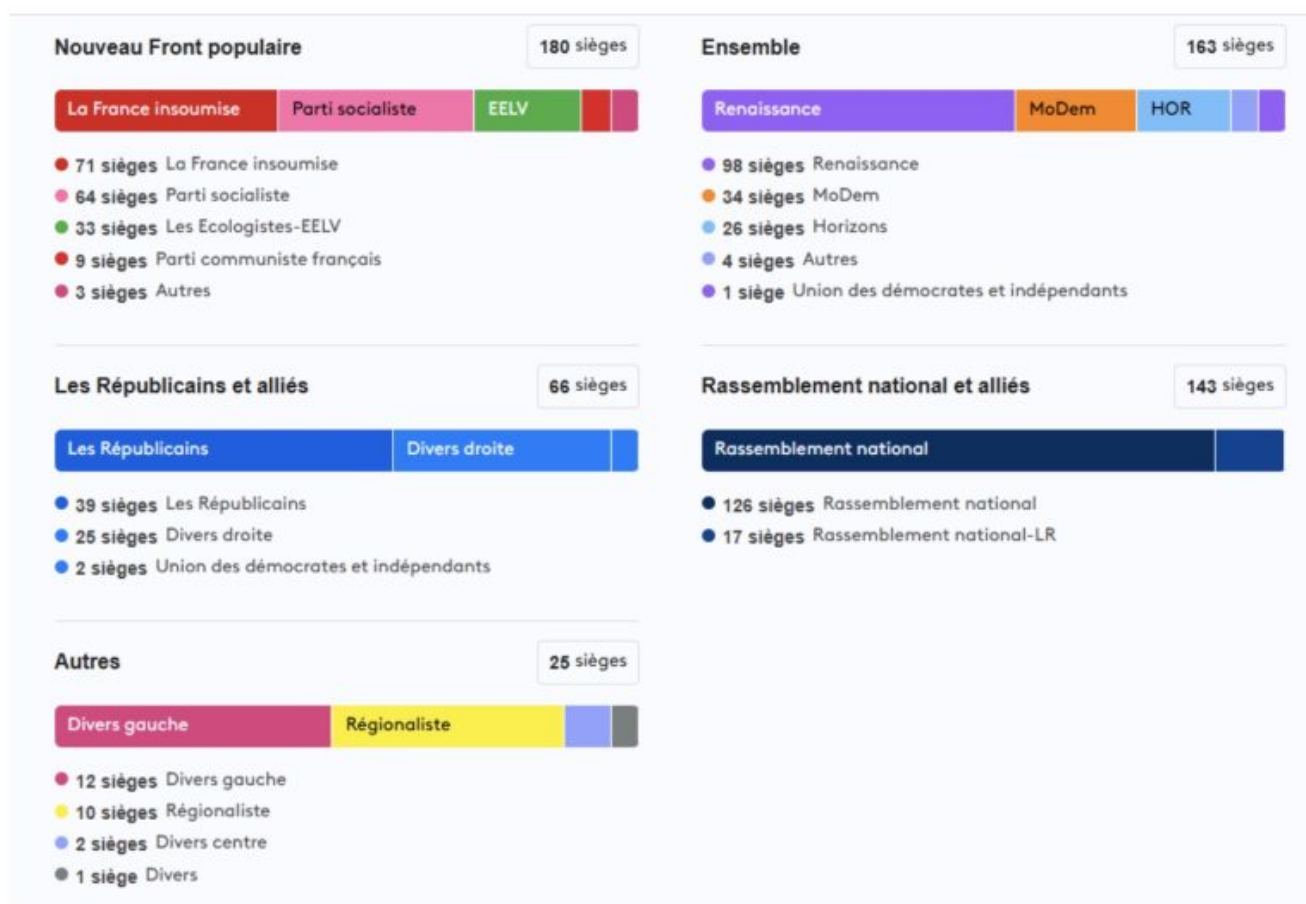 Nouveau Front populaire
180 sièges
La France insoumise
Parti socialiste
EELV
71 sièges La France insoumise
64 sièges Parti socialiste
33 sièges Les Ecologistes-EELV
9 sièges Parti communiste français
3 sièges Autres
Ensemble
163 sièges
Renaissance
MoDem
HOR
98 sièges Renaissance
34 sièges MoDem
26 sièges Horizons
4 sièges Autres
1 siège Union des démocrates et indépendants
Les Républicains et alliés
66 sièges
Les Républicains
Divers droite
39 sièges Les Républicains
25 sièges Divers droite
2 sièges Union des démocrates et indépendants
Rassemblement national et alliés
143 sièges
Rassemblement national
126 sièges Rassemblement national
17 sièges Rassemblement national-LR
Autres
25 sièges
Divers gauche
Régionaliste
12 sièges Divers gauche
10 sièges Régionaliste
2 sièges Divers centre
1 siège Divers